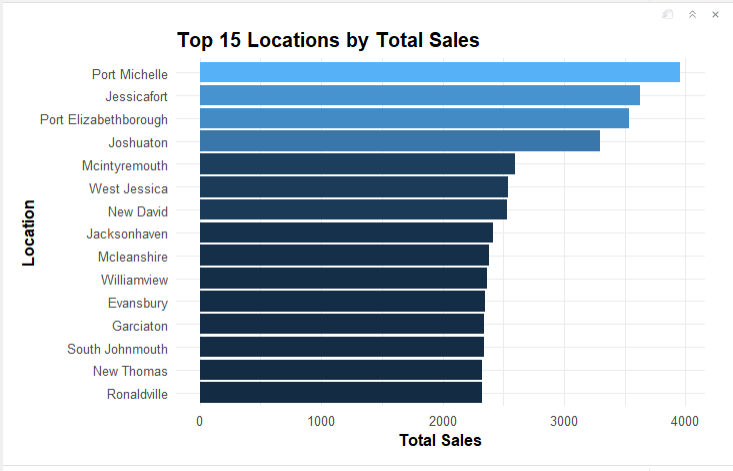 Top 15 Locations by Total Sales
Port Michelle
Jessicafort
Port Elizabethborough
Joshuaton
Mcintyremouth
West Jessica
New David
Jacksonhaven
Mcleanshire
Williamview
Evansbury
Garciaton
South Johnmouth
New Thomas
Ronaldville
Location
0 1000 2000 3000 4000
Total Sales